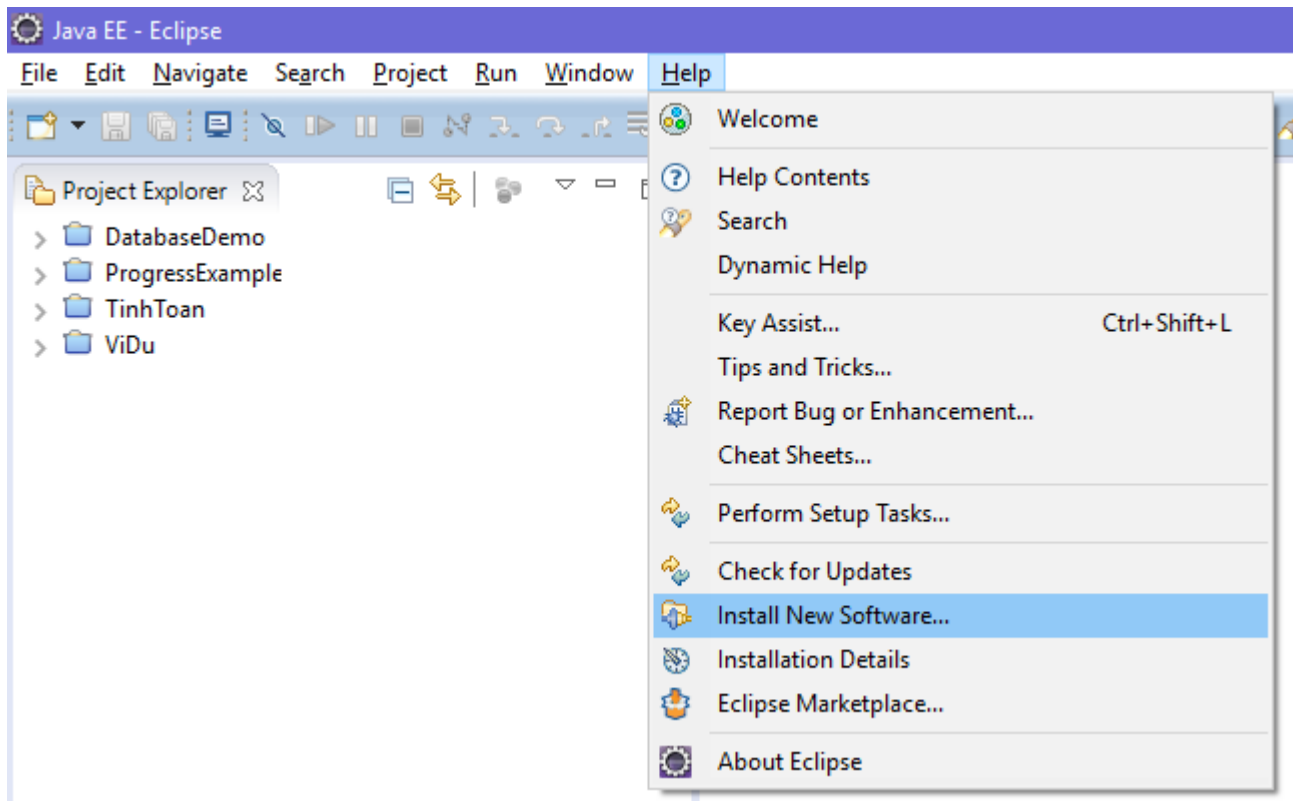 Java EE - Eclipse
File Edit Navigate Search Project Run Window Help
Project Explorer
DatabaseDemo
ProgressExample
TinhToan
ViDu
Welcome
Help Contents
Search
Dynamic Help
Key Assist... Ctrl+Shift+L
Tips and Tricks...
Report Bug or Enhancement...
Cheat Sheets...
Perform Setup Tasks...
Check for Updates
Install New Software...
Installation Details
Eclipse Marketplace...
About Eclipse